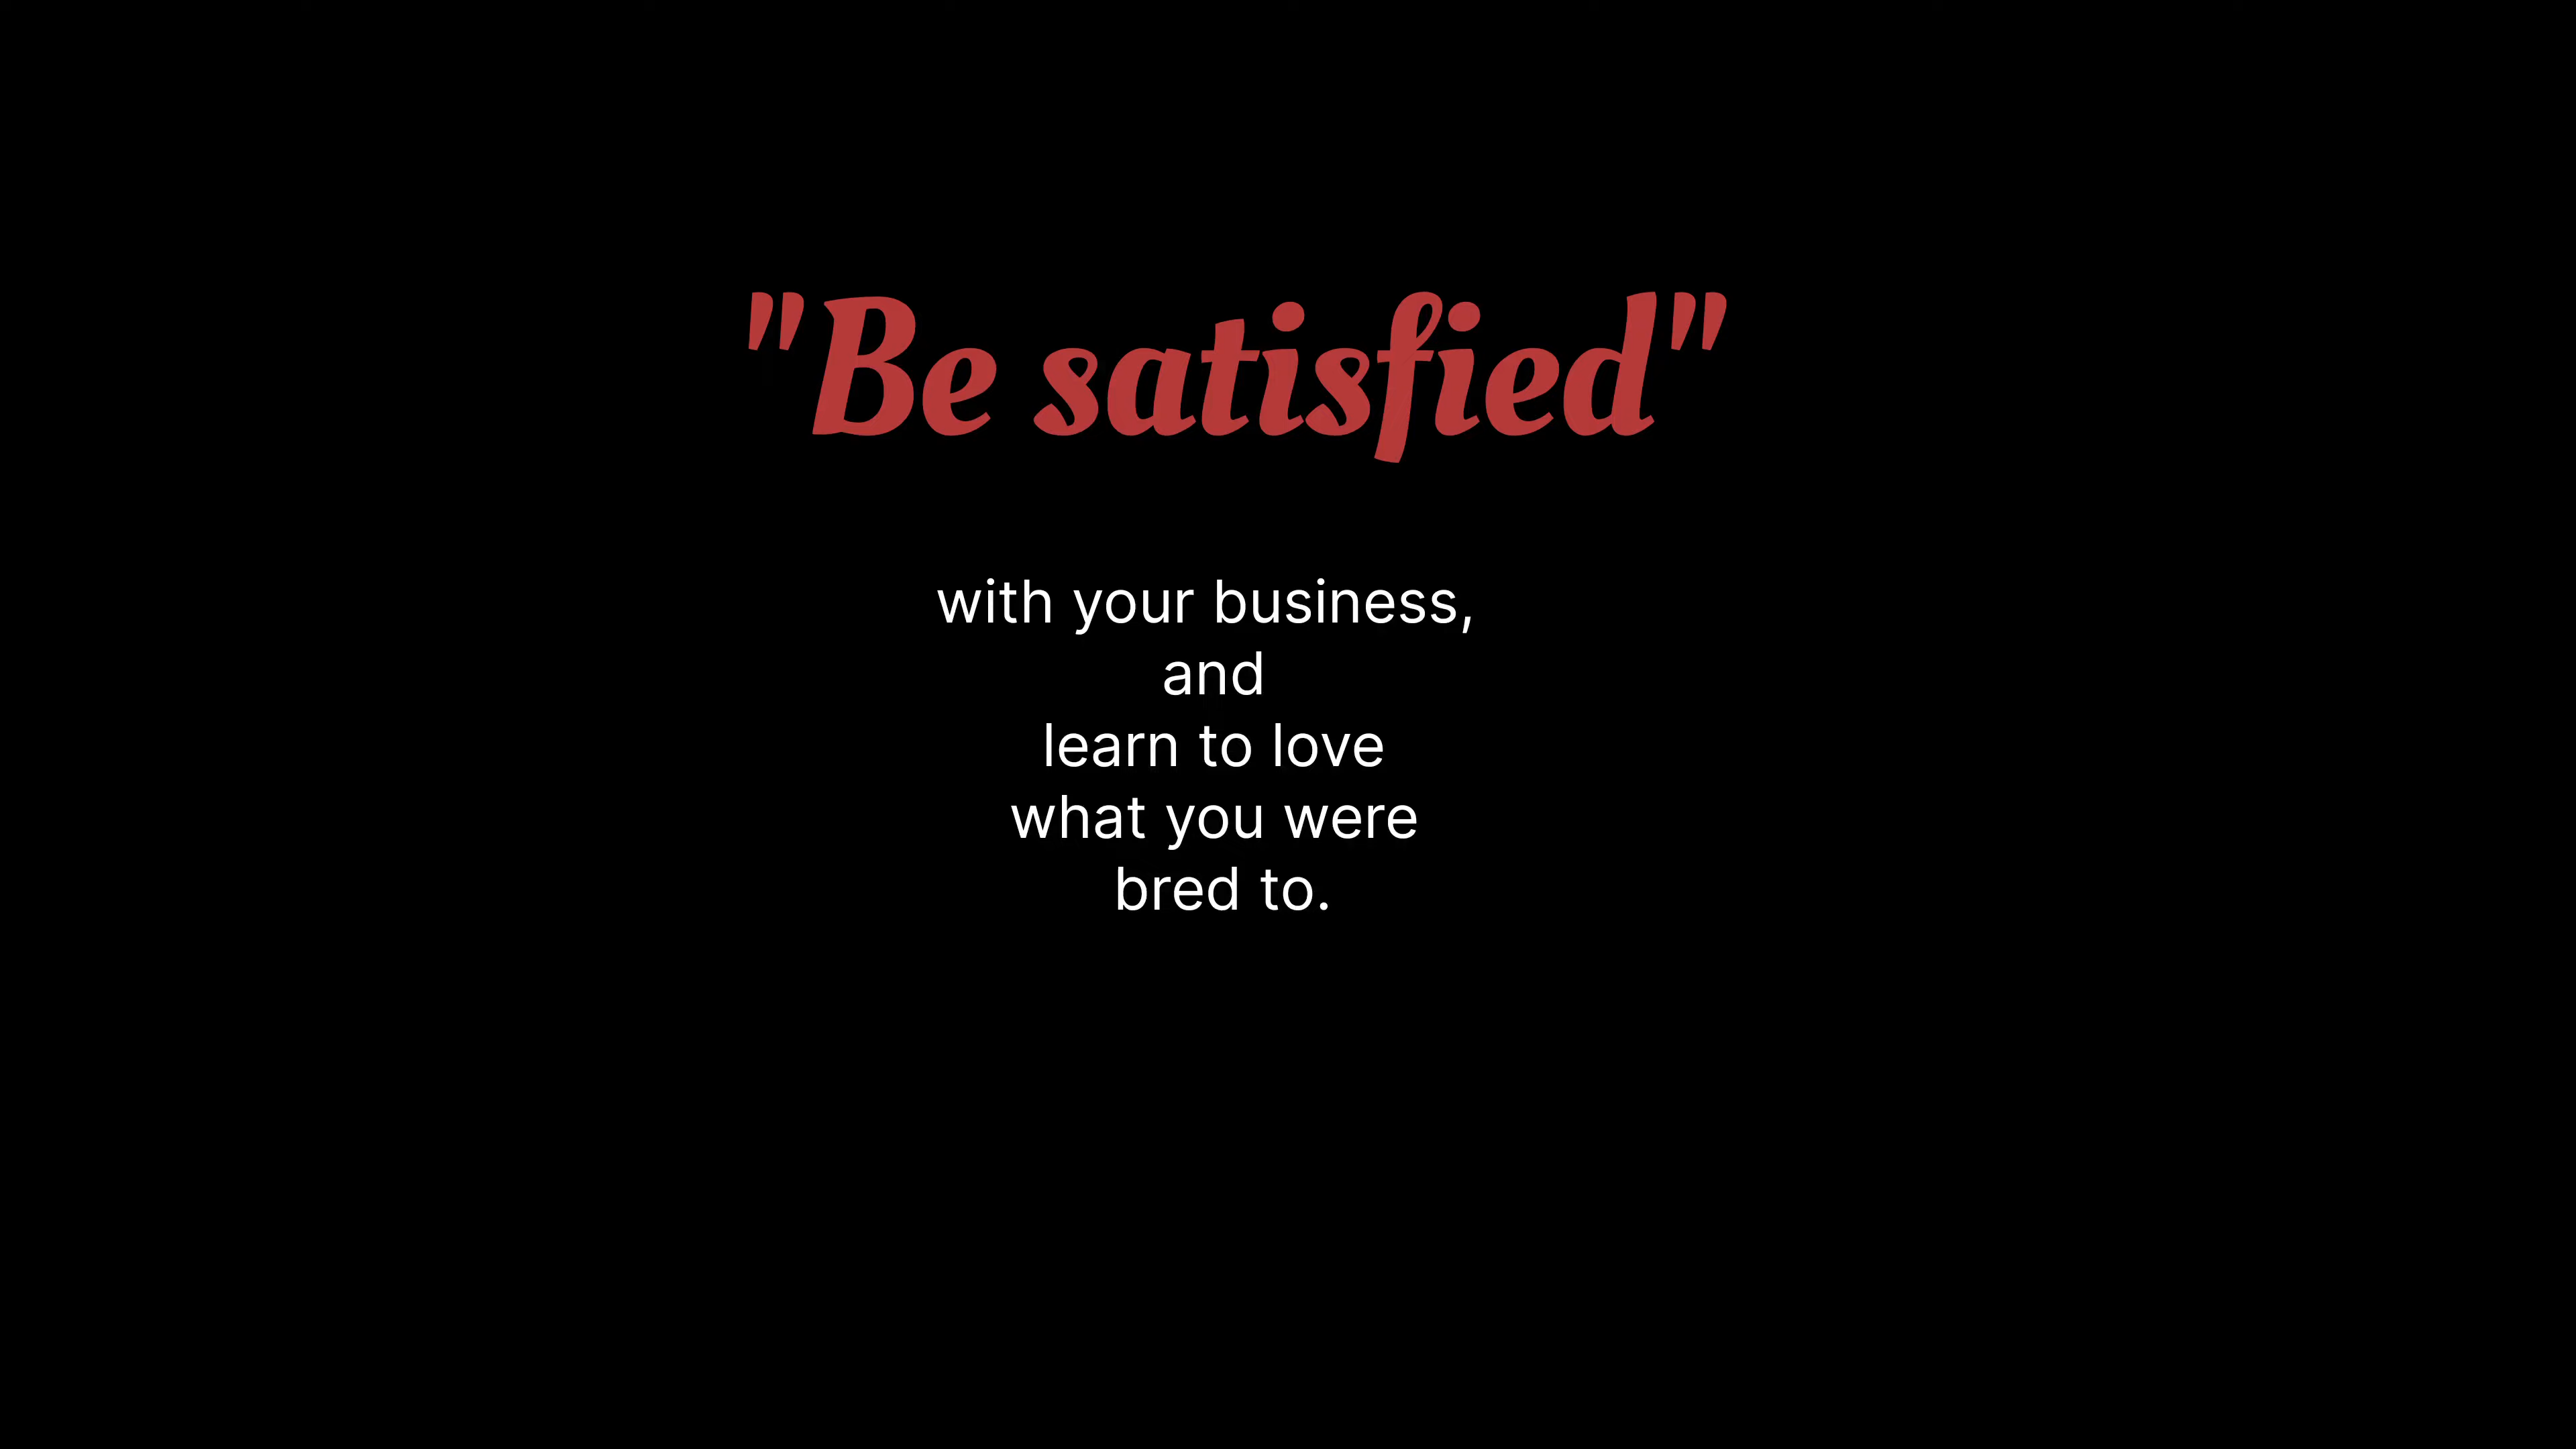 "Be satisfied"
with your business,
and
learn to love
what you were
bred to.